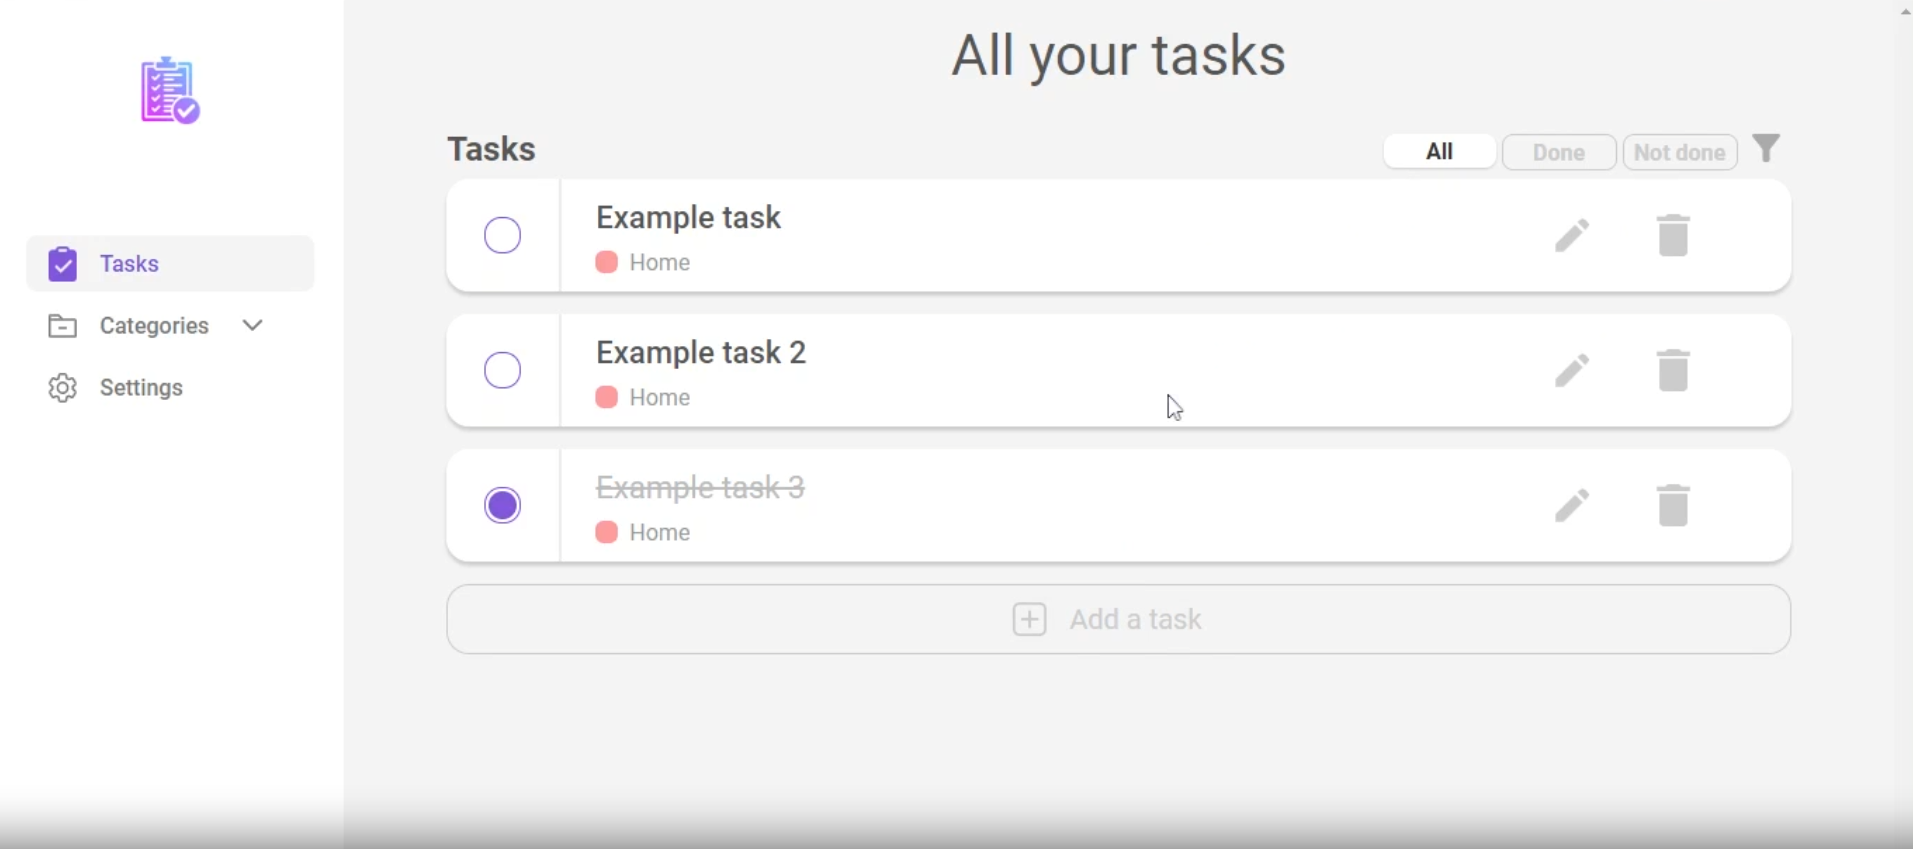 All your tasks
Tasks
All
Done
Not done
Example task
Home
Example task 2
Home
Example task 3
Home
Add a task
Tasks
Categories
Settings